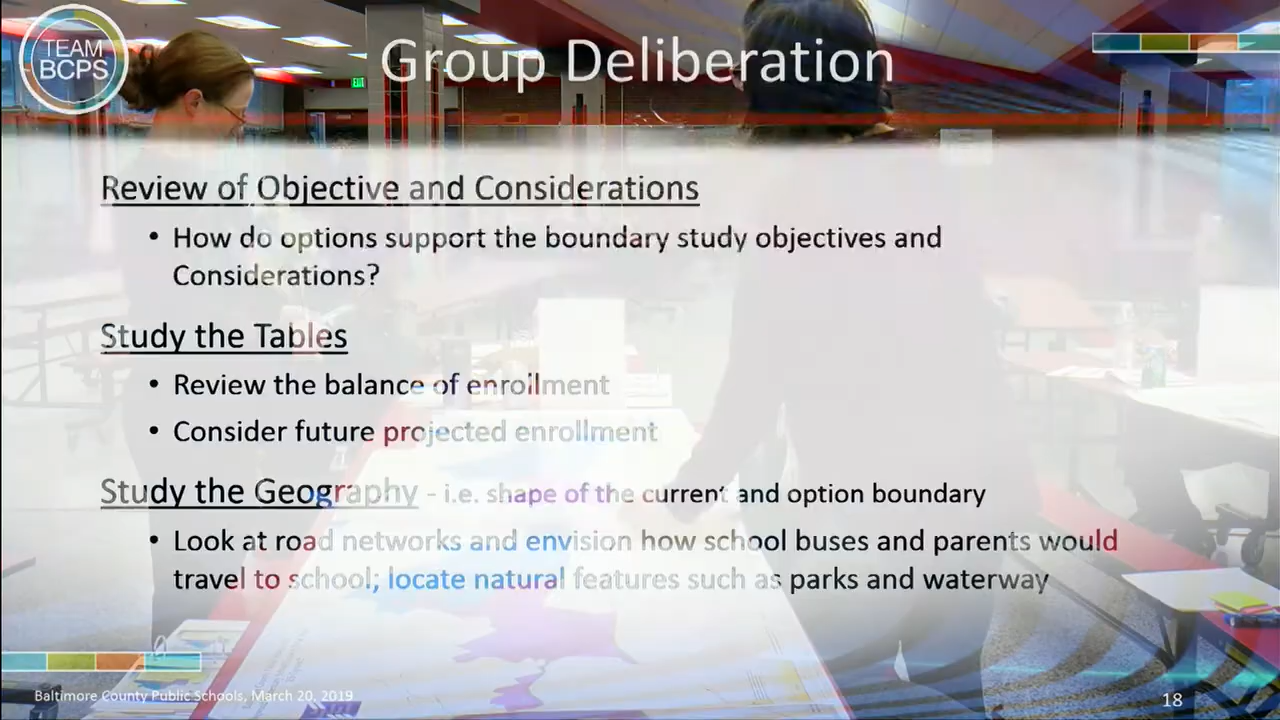 TEAM
BCPS
Group Deliberation
Review of Objective and Considerations
• How do options support the boundary study objectives and
Considerations?
Study the Tables
• Review the balance of enrollment
• Consider future projected enrollment
Study the Geography - i.e. shape of the current and option boundary
• Look at road networks and envision how school buses and parents would
travel to school; locate natural features such as parks and waterway
Baltimore County Public Schools, March 20, 2019
18